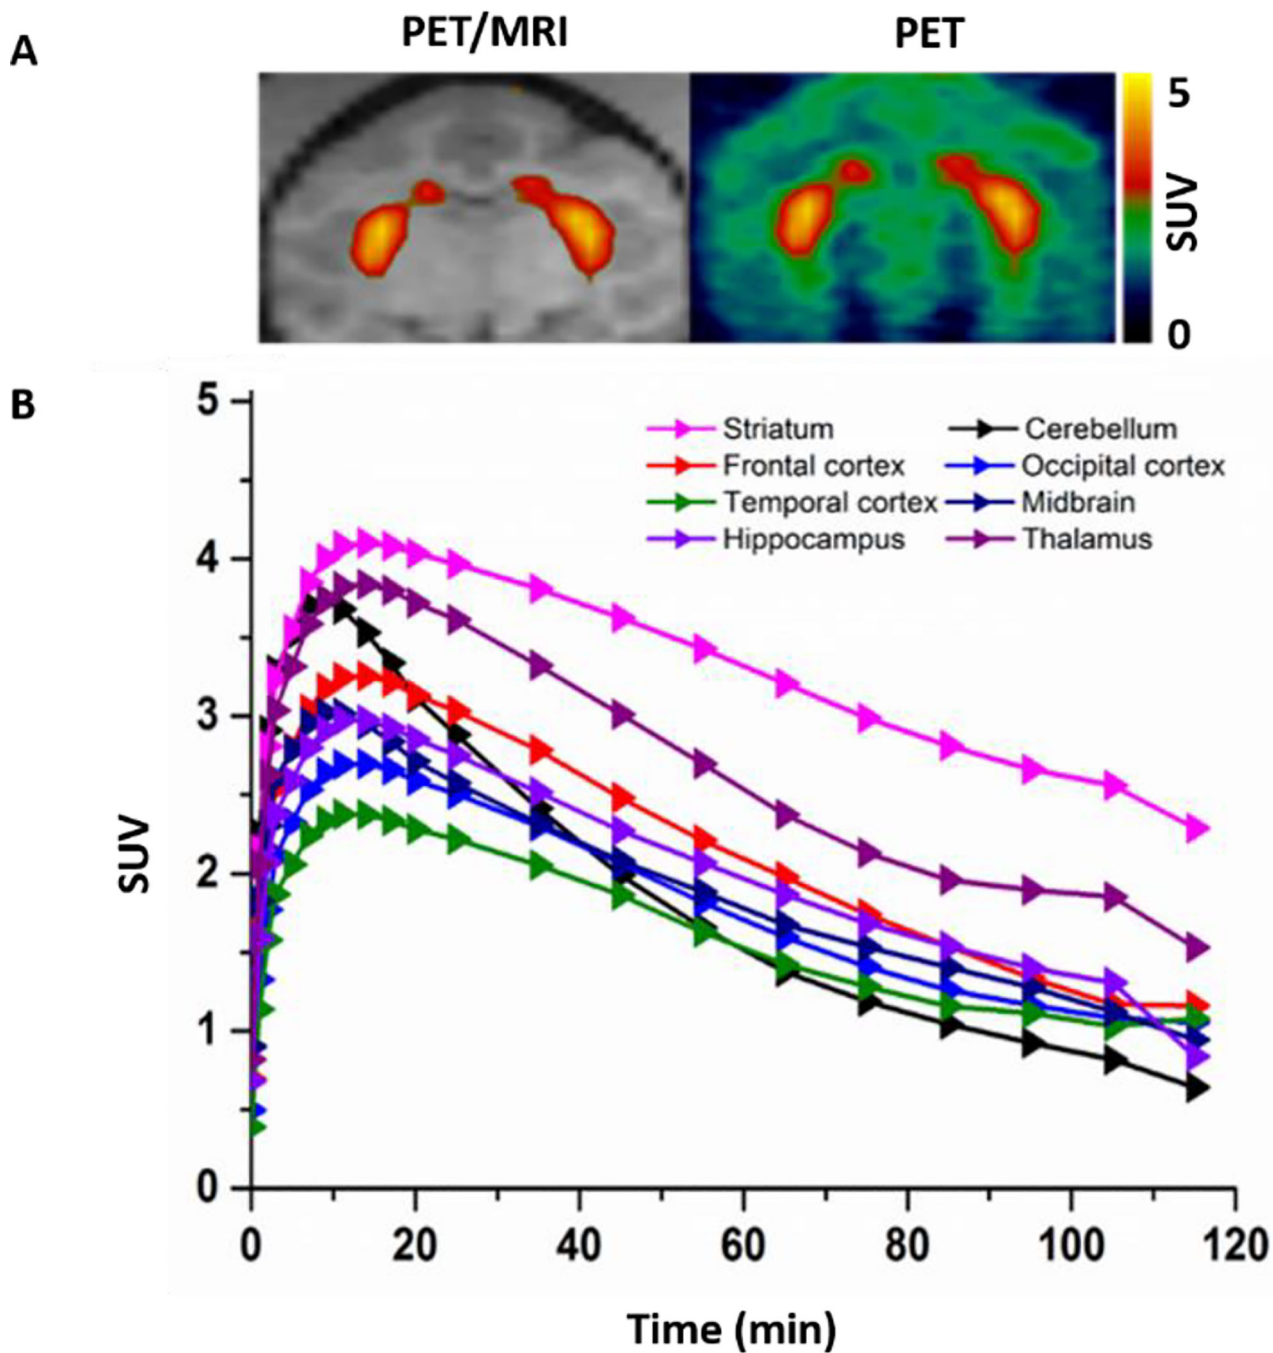 A
PET/MRI
PET
5
SUV
0
B
5
4
3
2
1
0
SUV
Striatum
Frontal cortex
Temporal cortex
Hippocampus
Cerebellum
Occipital cortex
Midbrain
Thalamus
0 20 40 60 80 100 120
Time (min)